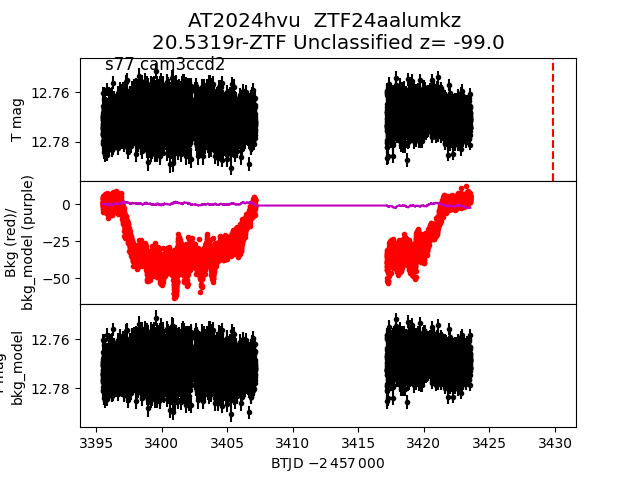 AT2024hvu  ZTF24aalumkz
20.5319r-ZTF Unclassified z= -99.0
s77 cam3ccd2
T mag
12.76
12.78
Bkg (red)/
bkg_model (purple)
0
−25
−50
bkg_model
12.76
12.78
3395
3400
3405
3410
3415
3420
3425
3430
BTJD −2 457 000